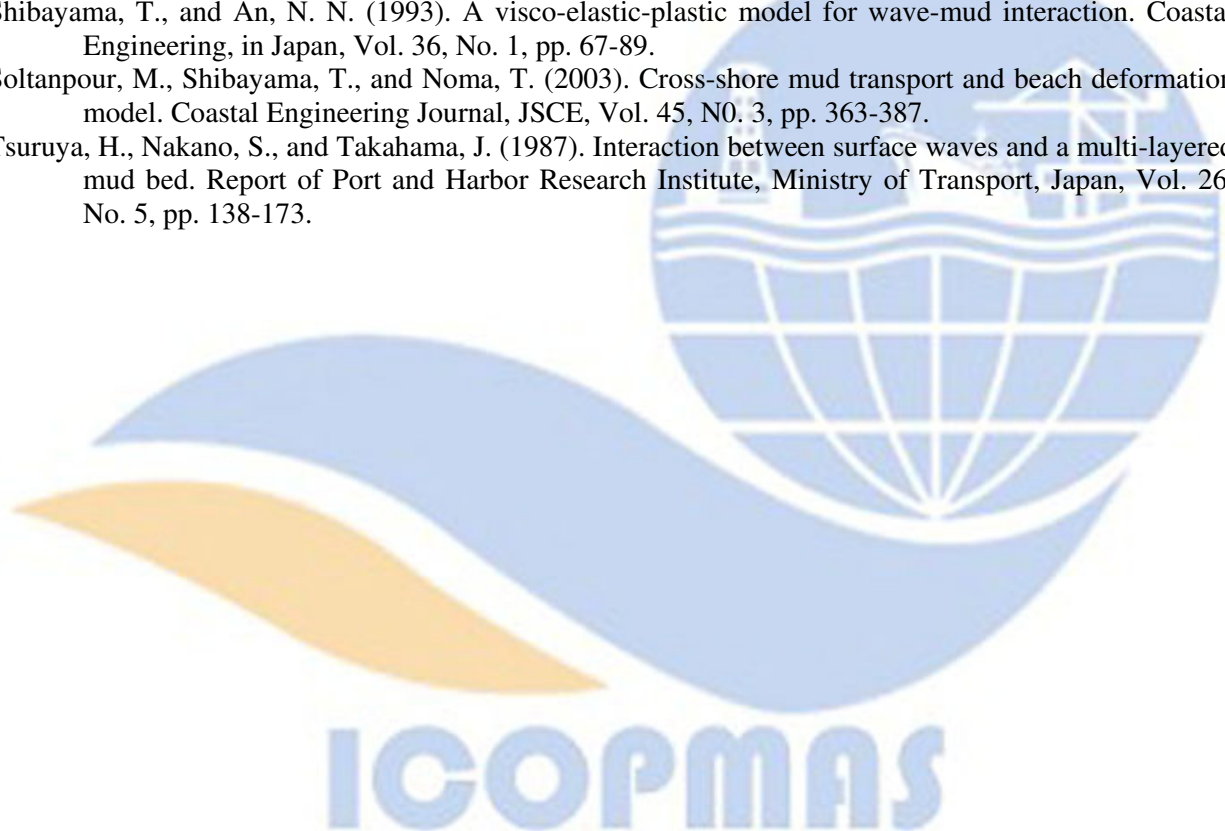 Shibayama, T., and An, N. N. (1993). A visco-elastic-plastic model for wave-mud interaction. Coastal
Engineering, in Japan, Vol. 36, No. 1, pp. 67-89.
Soltanpour, M., Shibayama, T., and Noma, T. (2003). Cross-shore mud transport and beach deformation
model. Coastal Engineering Journal, JSCE, Vol. 45, N0. 3, pp. 363-387.
Tsuruya, H., Nakano, S., and Takahama, J. (1987). Interaction between surface waves and a multi-layered
mud bed. Report of Port and Harbor Research Institute, Ministry of Transport, Japan, Vol. 26,
No. 5, pp. 138-173.
ICOPMAS